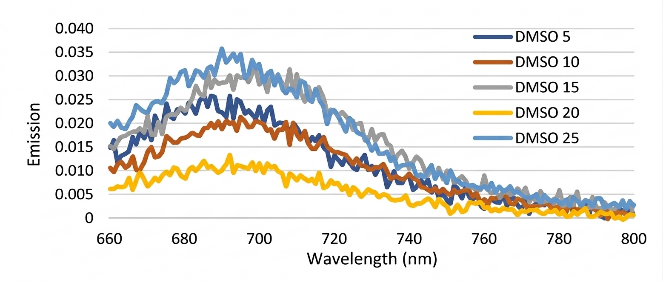 0.040
0.035
0.030
0.025
0.020
0.015
0.010
0.005
0
Emission
DMSO 5
DMSO 10
DMSO 15
DMSO 20
DMSO 25
660 680 700 720 740 760 780 800
Wavelength (nm)